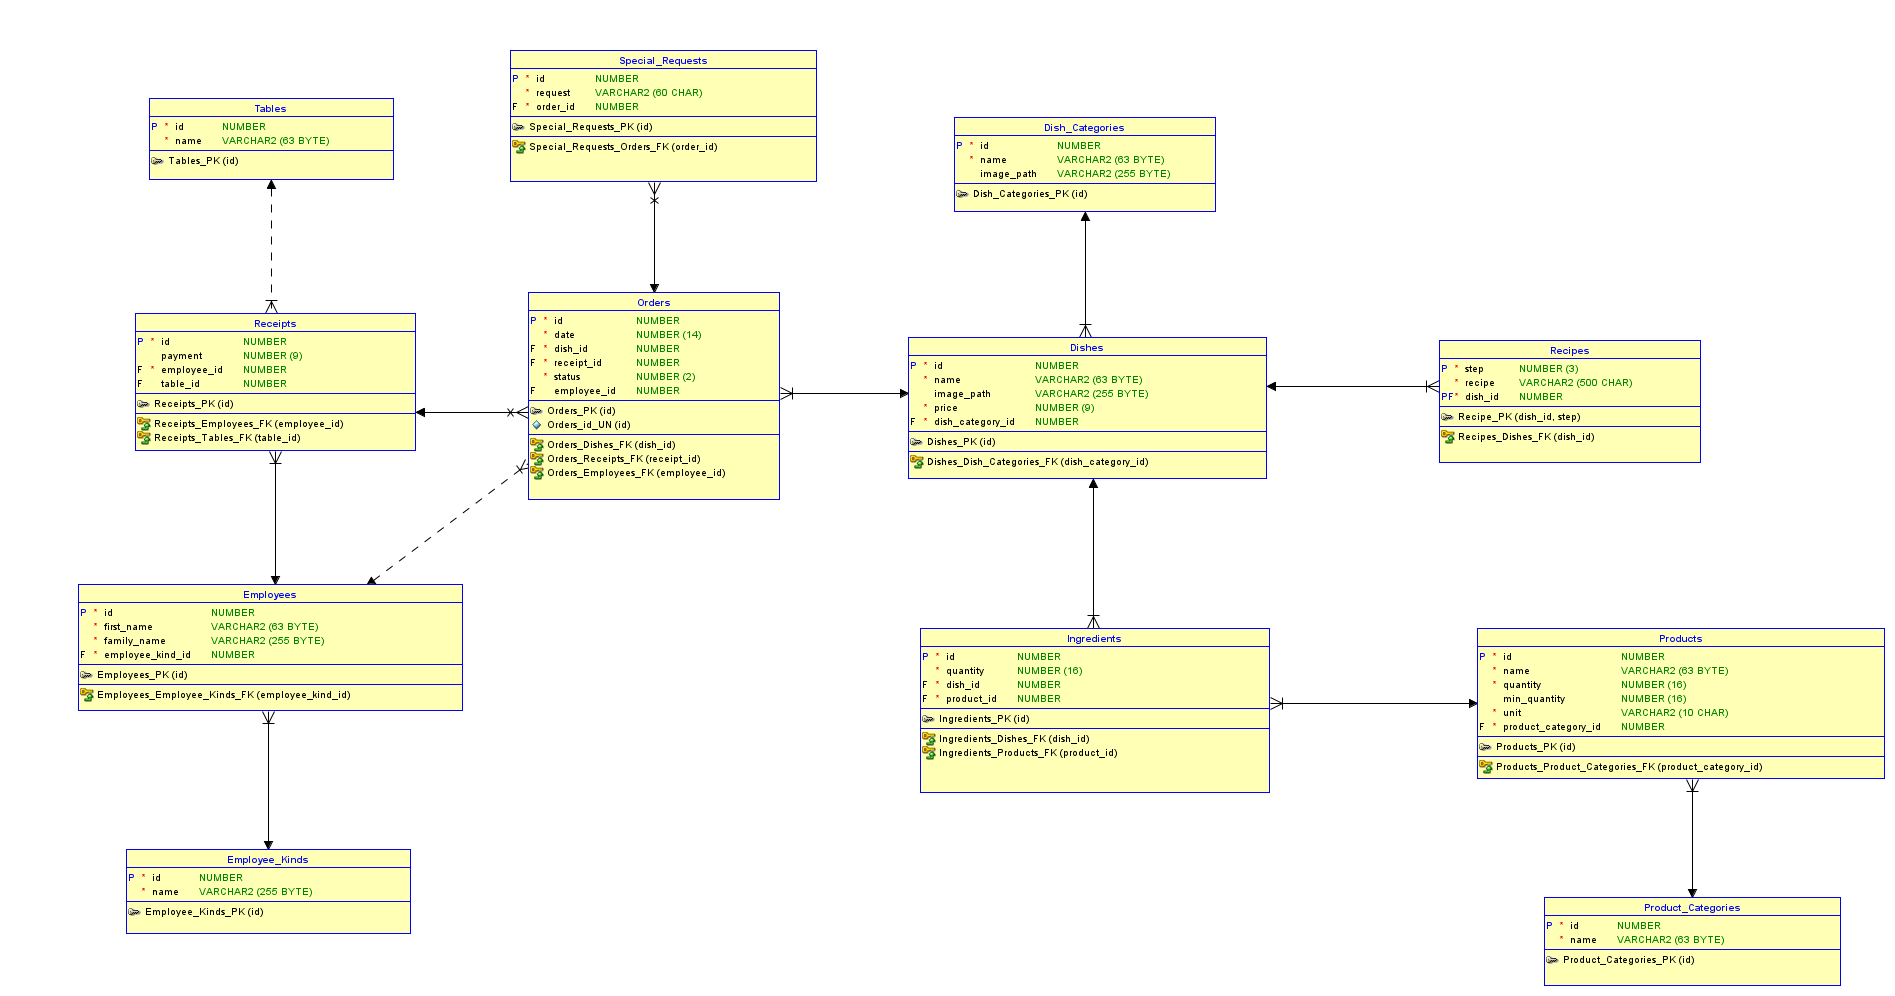 Special_Requests
P * id NUMBER
* request VARCHAR2 (60 CHAR)
F * order_id NUMBER
Special_Requests_PK (id)
Special_Requests_Orders_FK (order_id)
Tables
P * id NUMBER
* name VARCHAR2 (63 BYTE)
Tables_PK (id)
Dish_Categories
P * id NUMBER
* name VARCHAR2 (63 BYTE)
image_path VARCHAR2 (255 BYTE)
Dish_Categories_PK (id)
Orders
P * id NUMBER
* date NUMBER (14)
F * dish_id NUMBER
F * receipt_id NUMBER
* status NUMBER (2)
F employee_id NUMBER
Orders_PK (id)
Orders_id_UN (id)
Orders_Dishes_FK (dish_id)
Orders_Receipts_FK (receipt_id)
Orders_Employees_FK (employee_id)
Receipts
P * id NUMBER
payment NUMBER (9)
F * employee_id NUMBER
F table_id NUMBER
Receipts_PK (id)
Receipts_Employees_FK (employee_id)
Receipts_Tables_FK (table_id)
Dishes
P * id NUMBER
* name VARCHAR2 (63 BYTE)
image_path VARCHAR2 (255 BYTE)
* price NUMBER (9)
F * dish_category_id NUMBER
Dishes_PK (id)
Dishes_Dish_Categories_FK (dish_category_id)
Recipes
P * step NUMBER (3)
* recipe VARCHAR2 (500 CHAR)
PF* dish_id NUMBER
Recipe_PK (dish_id, step)
Recipes_Dishes_FK (dish_id)
Employees
P * id NUMBER
* first_name VARCHAR2 (63 BYTE)
* family_name VARCHAR2 (255 BYTE)
F * employee_kind_id NUMBER
Employees_PK (id)
Employees_Employee_Kinds_FK (employee_kind_id)
Ingredients
P * id NUMBER
* quantity NUMBER (16)
F * dish_id NUMBER
F * product_id NUMBER
Ingredients_PK (id)
Ingredients_Dishes_FK (dish_id)
Ingredients_Products_FK (product_id)
Products
P * id NUMBER
* name VARCHAR2 (63 BYTE)
* quantity NUMBER (16)
min_quantity NUMBER (16)
* unit VARCHAR2 (10 CHAR)
F * product_category_id NUMBER
Products_PK (id)
Products_Product_Categories_FK (product_category_id)
Employee_Kinds
P * id NUMBER
* name VARCHAR2 (255 BYTE)
Employee_Kinds_PK (id)
Product_Categories
P * id NUMBER
* name VARCHAR2 (63 BYTE)
Product_Categories_PK (id)